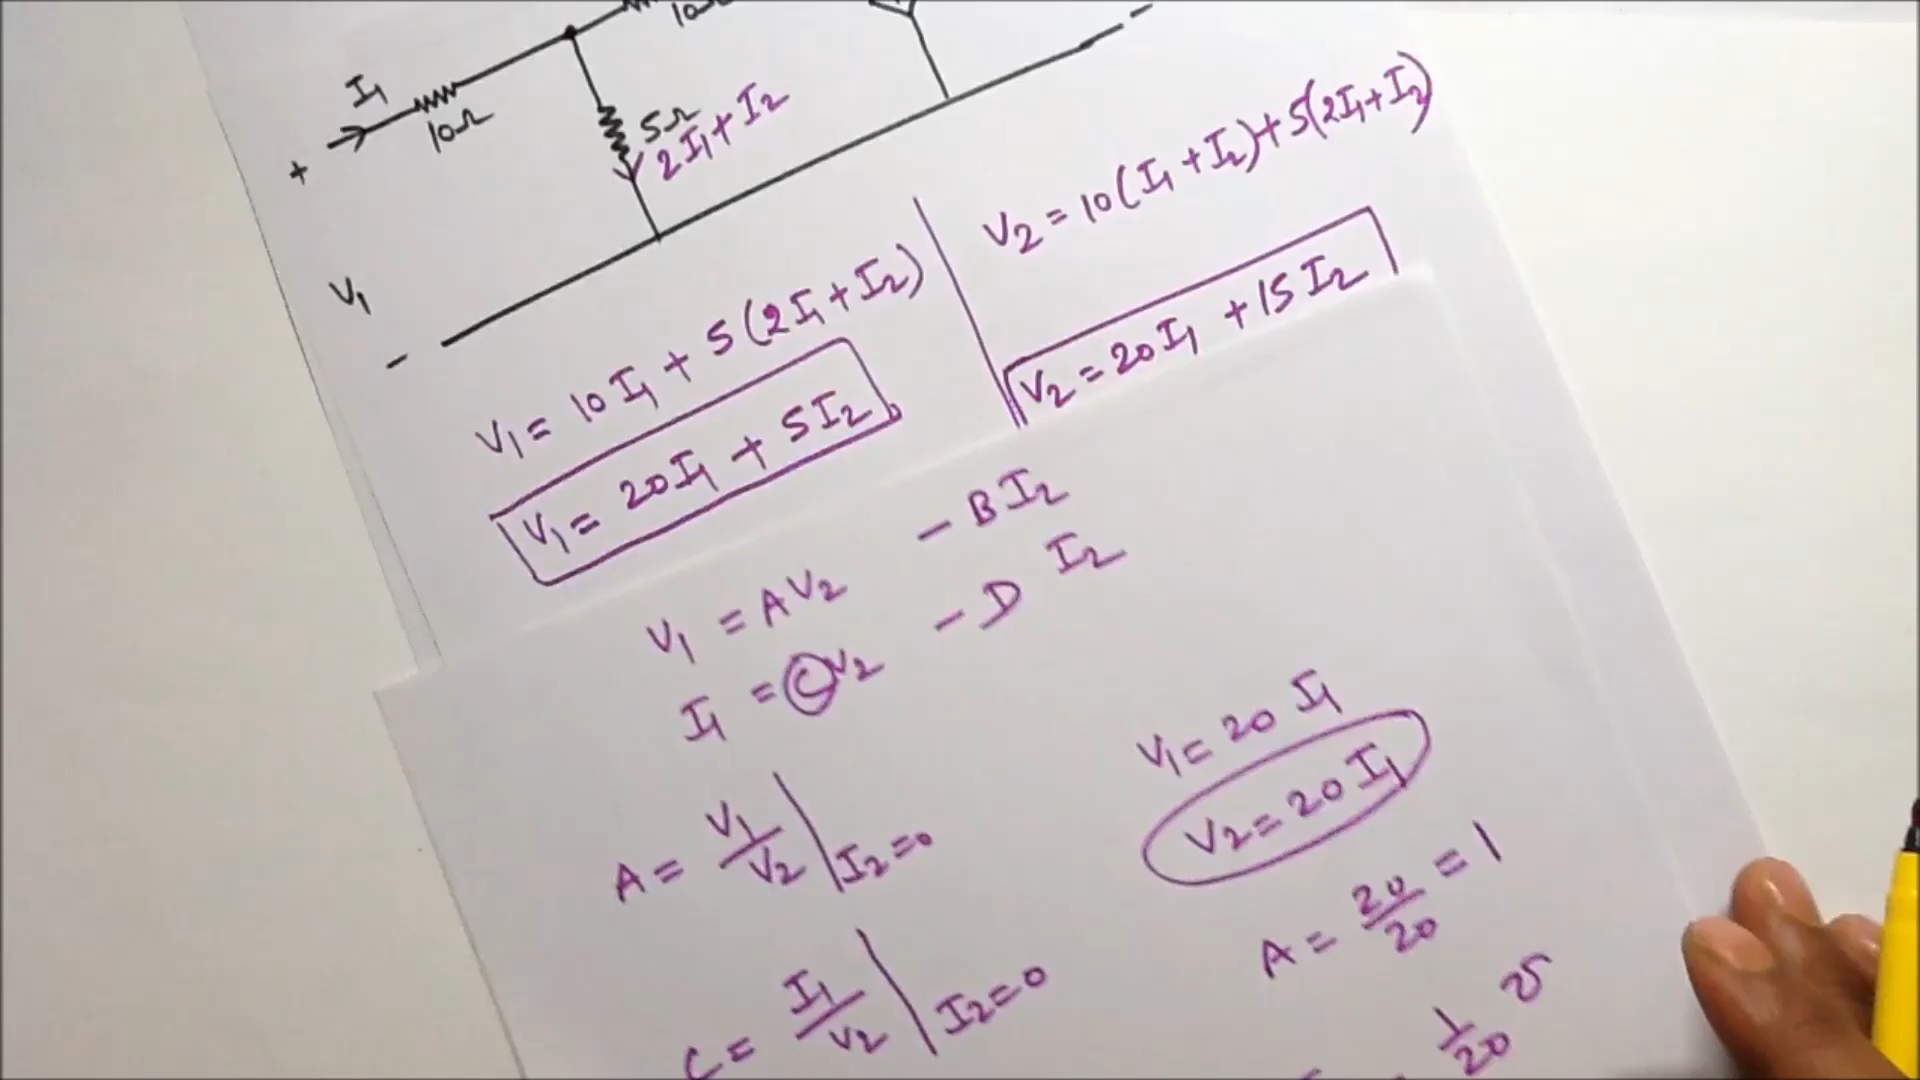 10Ω
I1
10Ω
5Ω
2I1+I2
+
V1
-
-
V1 = 10I1 + 5(2I1+I2)
V1 = 20I1 + 5I2
V2 = 10(I1+I2)+5(2I1+I2)
V2 = 20I1 + 15I2
V1 = AV2 - BI2
I1 = CV2 - D I2
A = V1/V2 | I2=0
C = I1/V2 | I2=0
V1 = 20 I1
V2 = 20 I1
A = 20/20 = 1
1/20 ℧